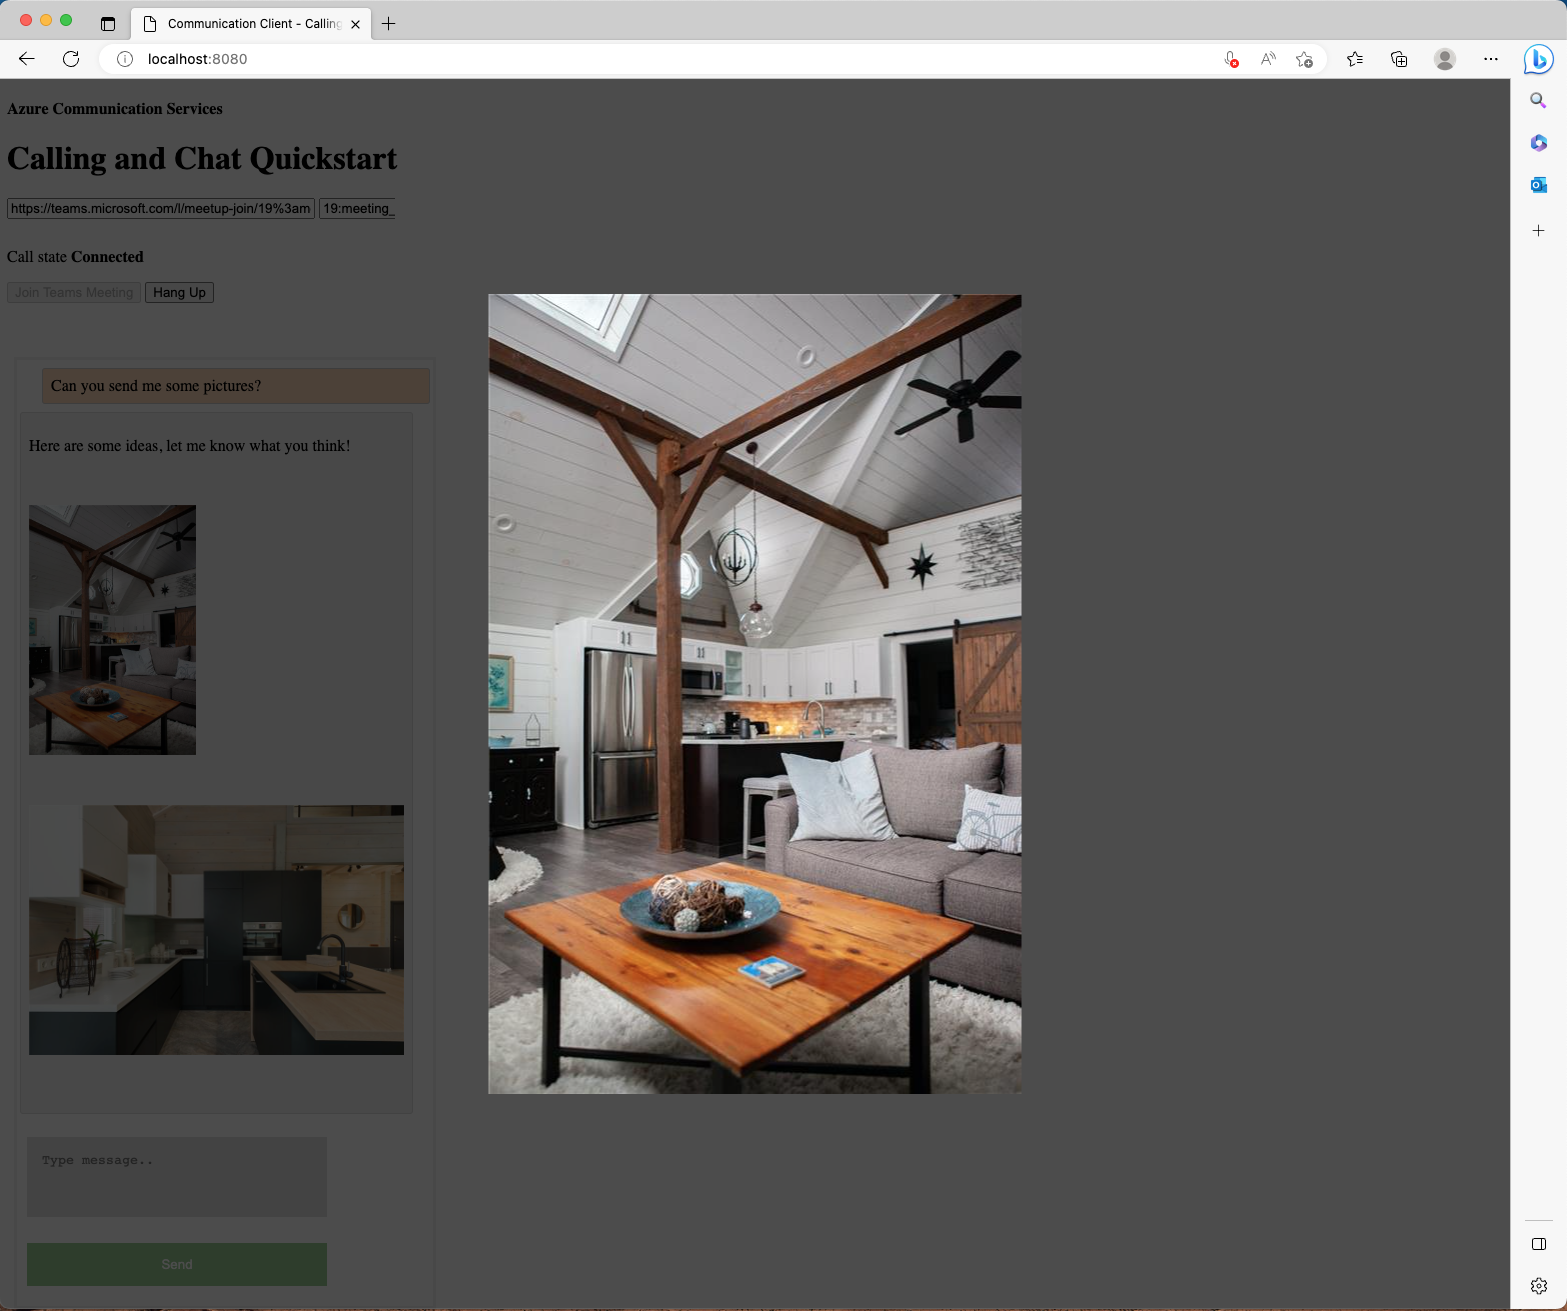 Communication Client - Calling
localhost:8080
Azure Communication Services
Calling and Chat Quickstart
https://teams.microsoft.com/l/meetup-join/19%3am 19:meeting_
Call state Connected
Join Teams Meeting Hang Up
Can you send me some pictures?
Here are some ideas, let me know what you think!
Type message..
Send